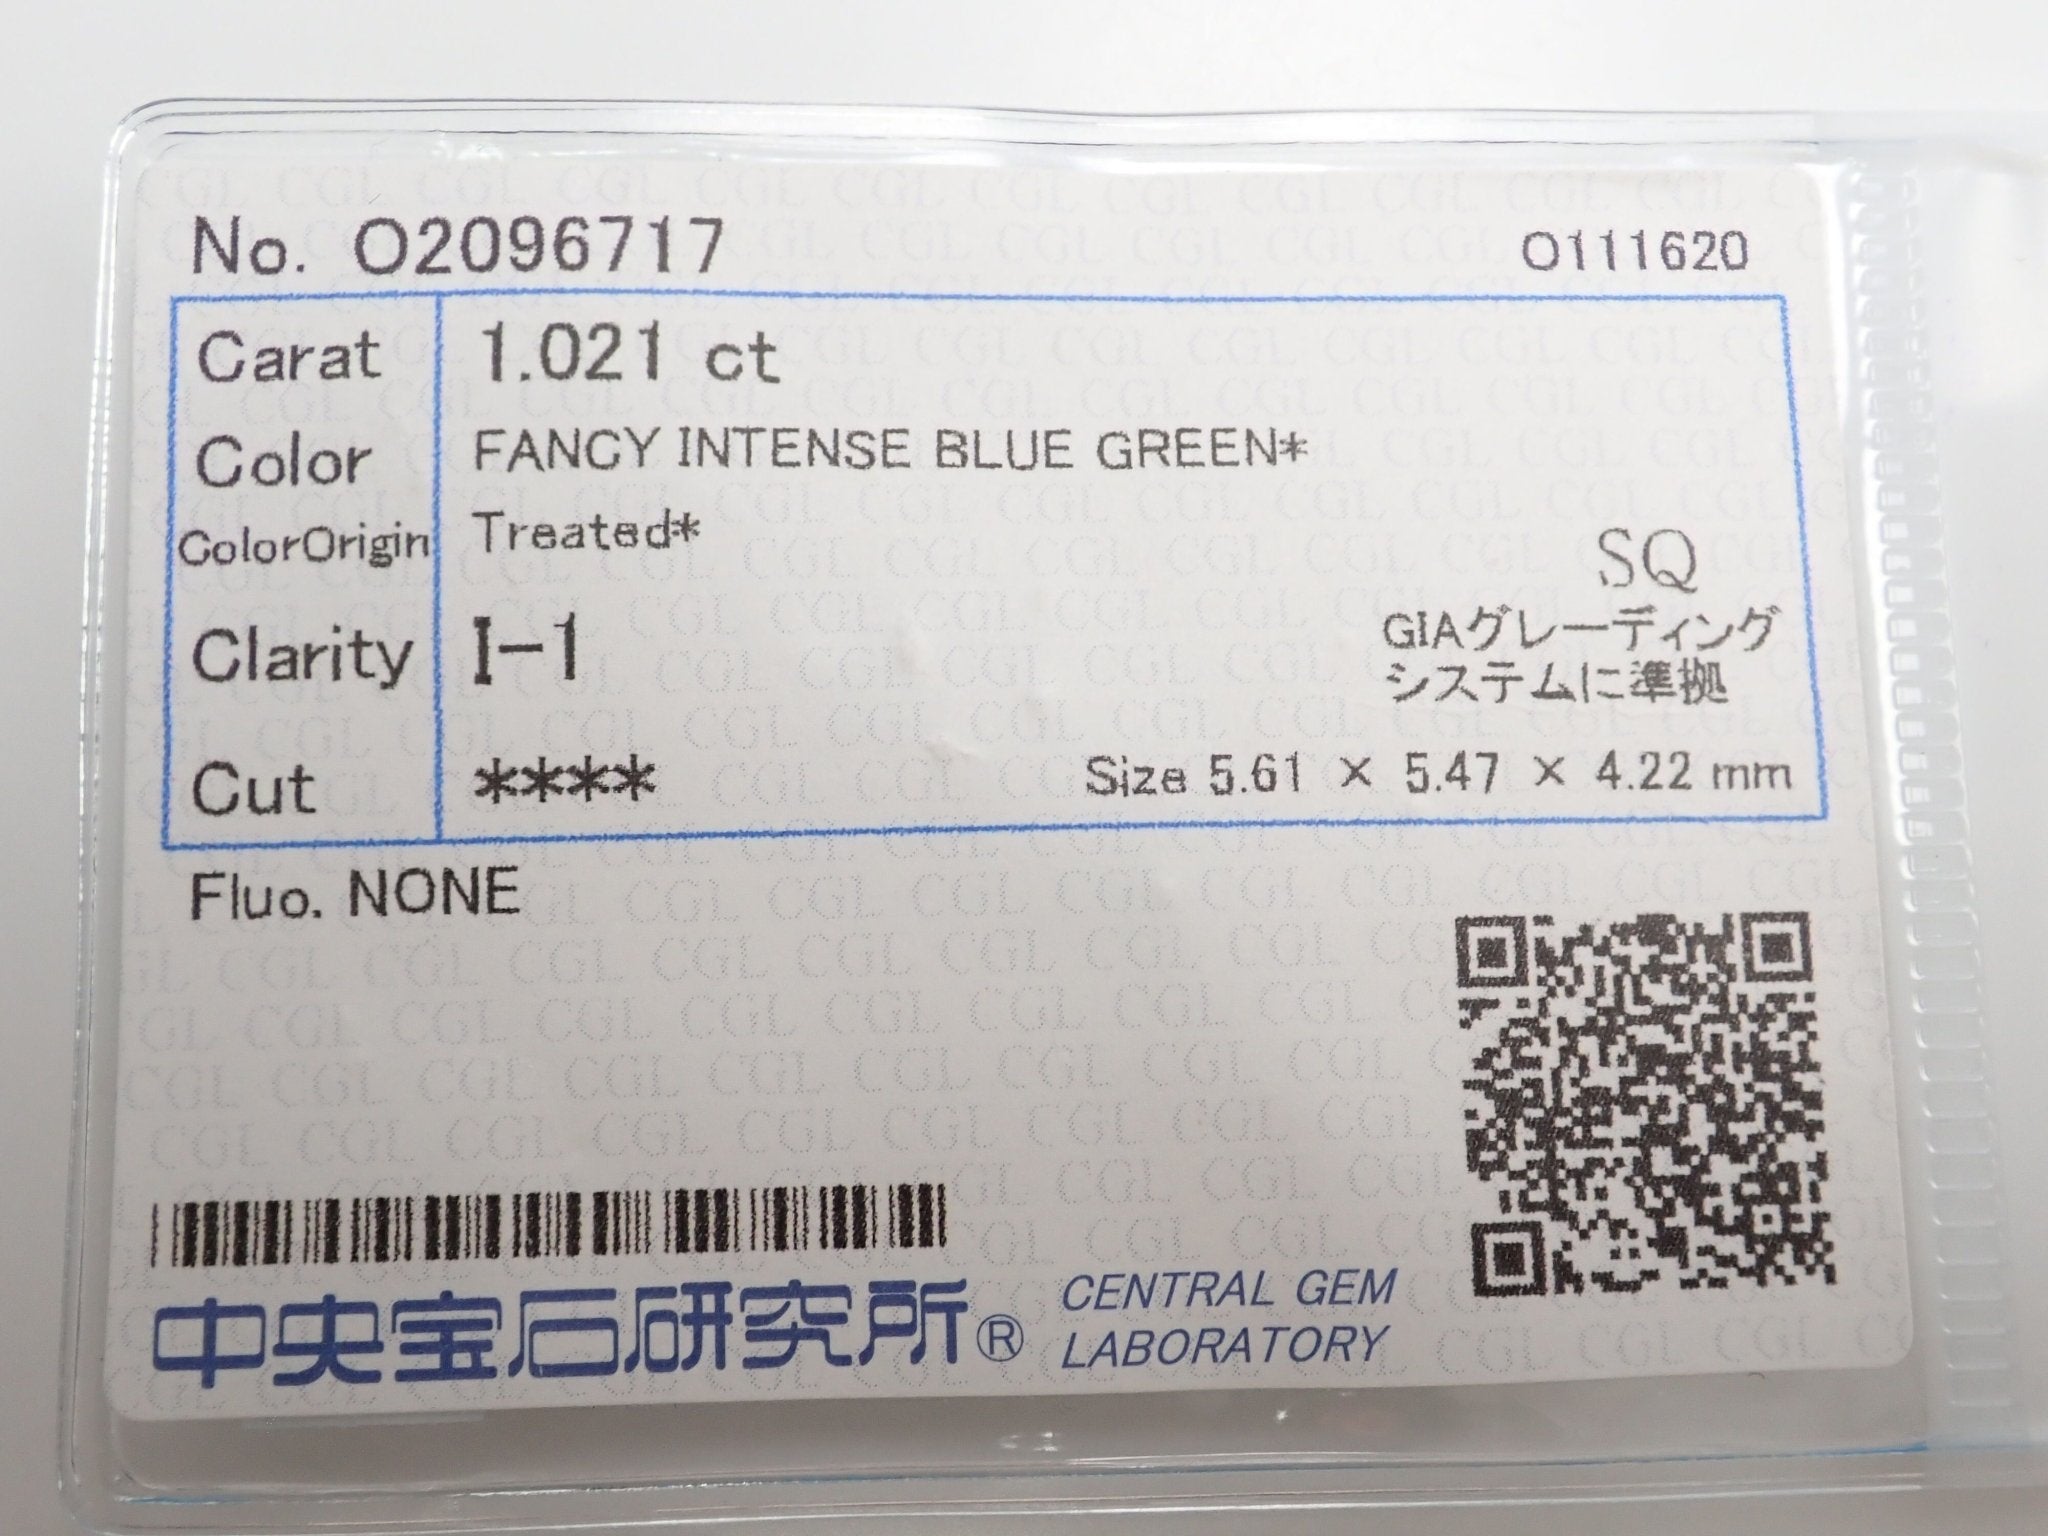 No. O2096717
O111620
Carat 1.021 ct
Color FANCY INTENSE BLUE GREEN*
ColorOrigin Treated*
SQ
Clarity I-1
GIAグレーディング
システムに準拠
Cut ****
Size 5.61 × 5.47 × 4.22 mm
Fluo. NONE
中央宝石研究所®
CENTRAL GEM
LABORATORY